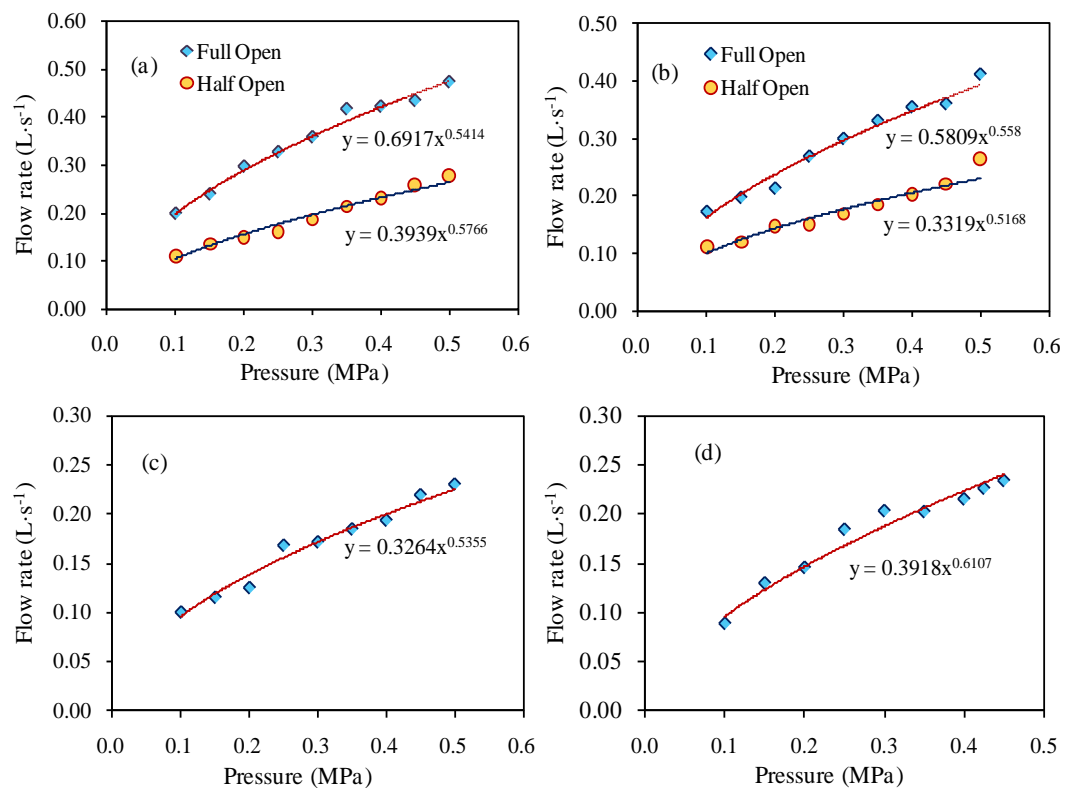 (a)
Full Open
Half Open
Flow rate (L·s⁻¹)
0.60
0.50
0.40
0.30
0.20
0.10
0.00
y = 0.6917x^0.5414
y = 0.3939x^0.5766
0.0 0.1 0.2 0.3 0.4 0.5 0.6
Pressure (MPa)
(b)
Full Open
Half Open
Flow rate (L·s⁻¹)
0.50
0.40
0.30
0.20
0.10
0.00
y = 0.5809x^0.558
y = 0.3319x^0.5168
0.0 0.1 0.2 0.3 0.4 0.5 0.6
Pressure (MPa)
(c)
Flow rate (L·s⁻¹)
0.30
0.25
0.20
0.15
0.10
0.05
0.00
y = 0.3264x^0.5355
0.0 0.1 0.2 0.3 0.4 0.5 0.6
Pressure (MPa)
(d)
Flow rate (L·s⁻¹)
0.30
0.25
0.20
0.15
0.10
0.05
0.00
y = 0.3918x^0.6107
0.0 0.1 0.2 0.3 0.4 0.5
Pressure (MPa)